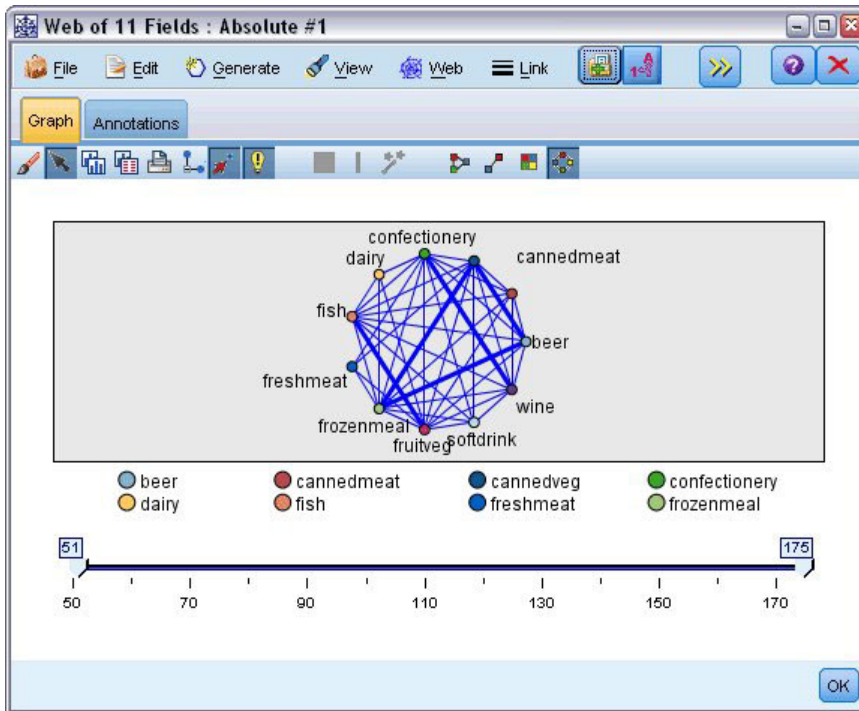 Web of 11 Fields : Absolute #1
File Edit Generate View Web Link
Graph Annotations
confectionery
dairy cannedmeat
fish
beer
freshmeat
wine
frozenmeal
fruitveg softdrink
beer cannedmeat cannedveg confectionery
dairy fish freshmeat frozenmeal
51 175
50 70 90 110 130 150 170
OK